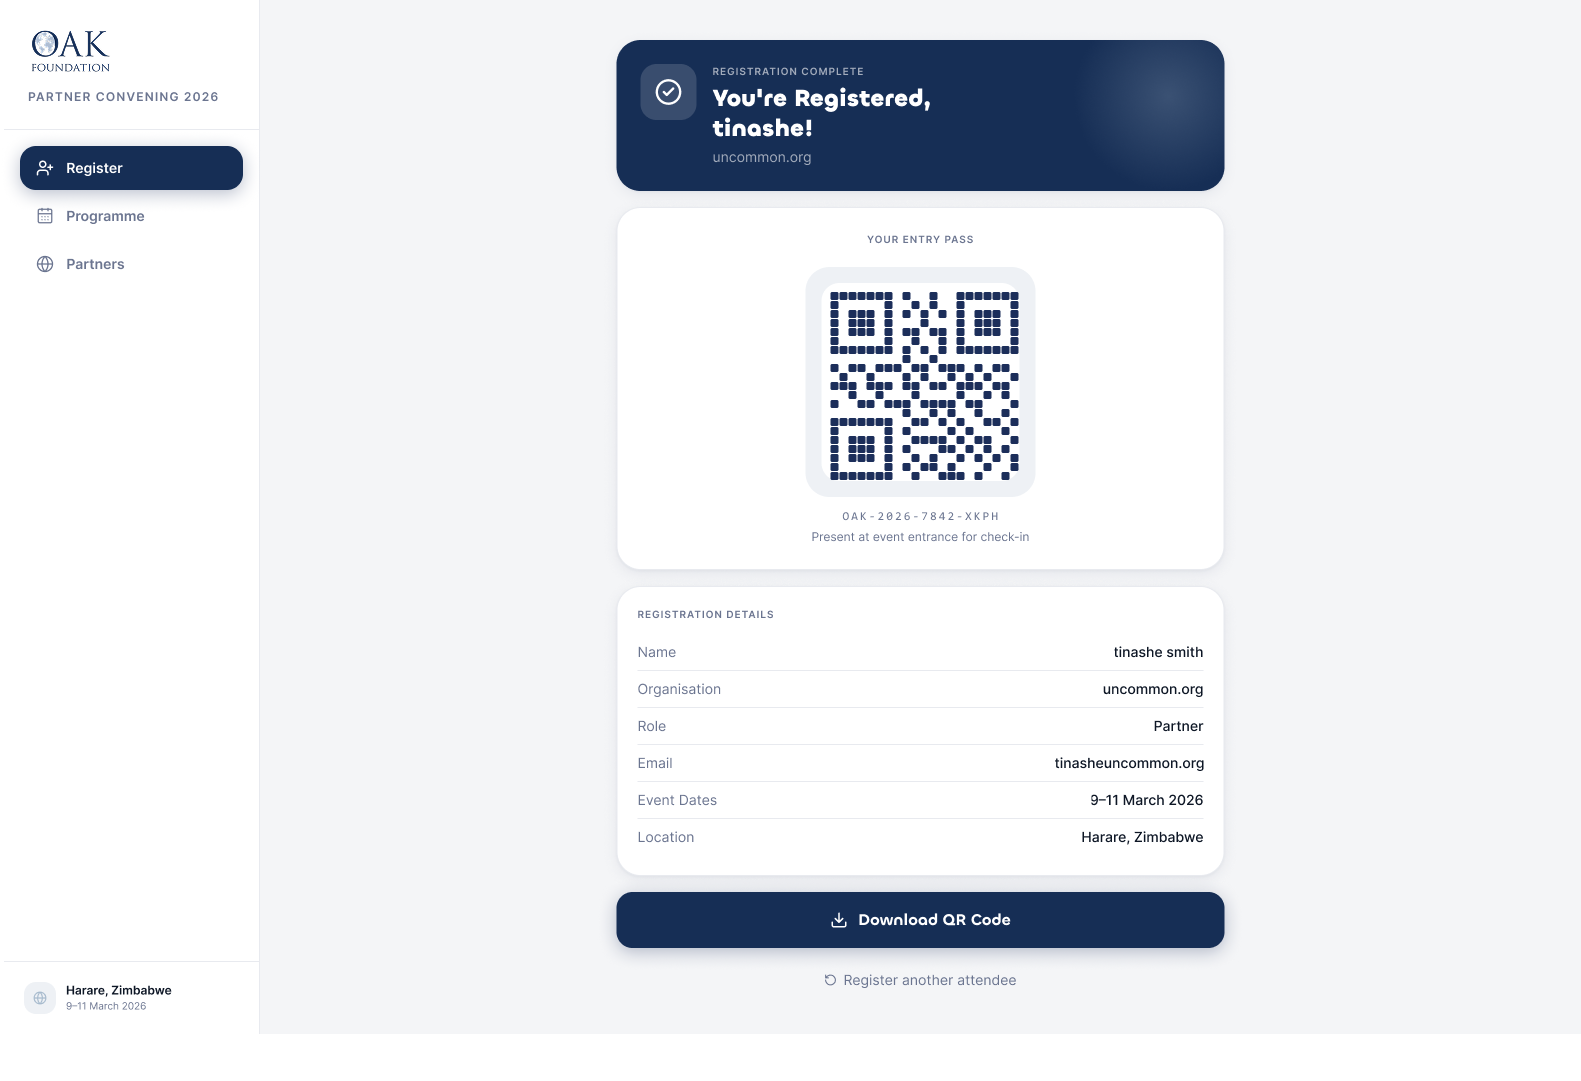 OAK
FOUNDATION
PARTNER CONVENING 2026
Register
Programme
Partners
Harare, Zimbabwe
9–11 March 2026
REGISTRATION COMPLETE
You're Registered,
tinashe!
uncommon.org
YOUR ENTRY PASS
OAK-2026-7842-XKPH
Present at event entrance for check-in
REGISTRATION DETAILS
Name tinashe smith
Organisation uncommon.org
Role Partner
Email tinasheuncommon.org
Event Dates 9–11 March 2026
Location Harare, Zimbabwe
Download QR Code
Register another attendee